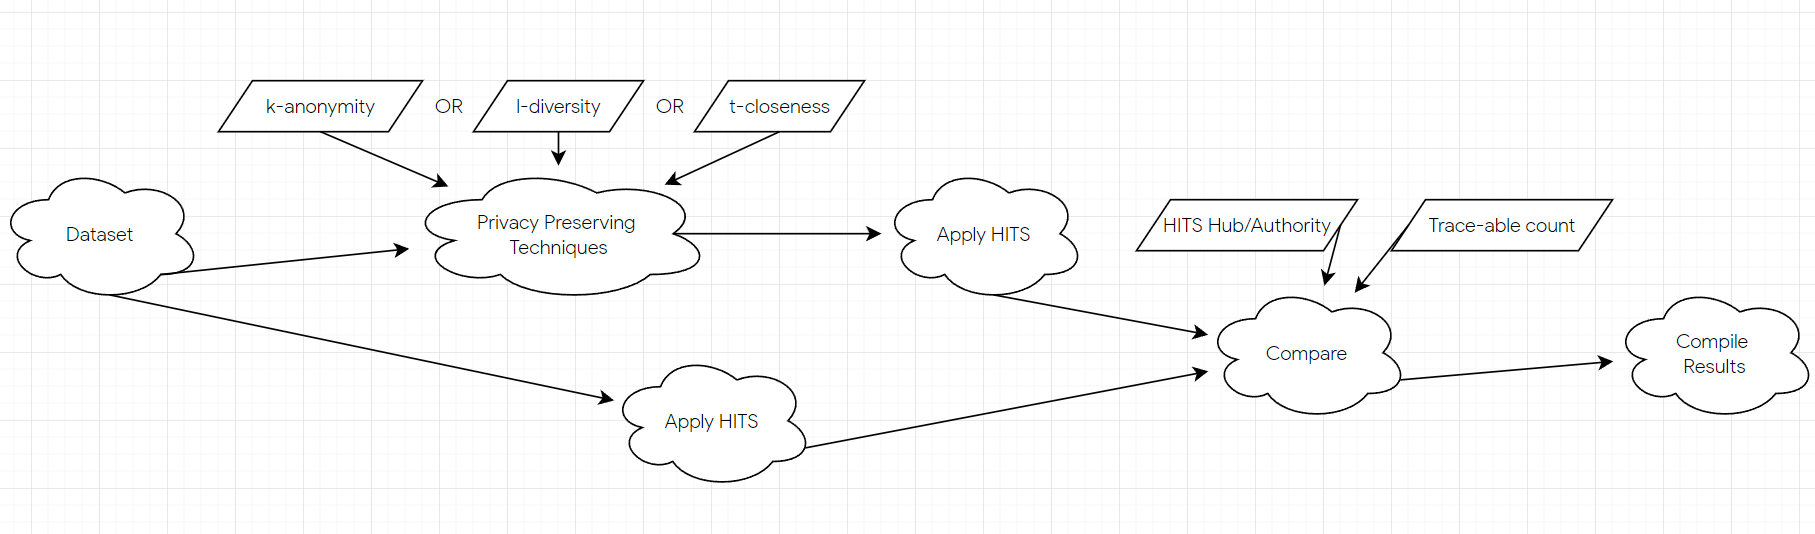 k-anonymity OR l-diversity OR t-closeness
Dataset
Privacy Preserving
Techniques
Apply HITS
HITS Hub/Authority
Trace-able count
Apply HITS
Compare
Compile
Results